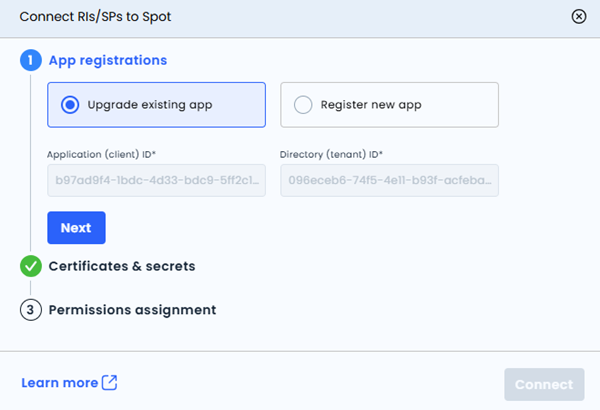 Connect RIs/SPs to Spot
1 App registrations
Upgrade existing app
Register new app
Application (client) ID*
Directory (tenant) ID*
b97ad9f4-1bdc-4d33-bdc9-5ff2c1...
096eceb6-74f5-4e11-b93f-acfeba...
Next
Certificates & secrets
3 Permissions assignment
Learn more
Connect